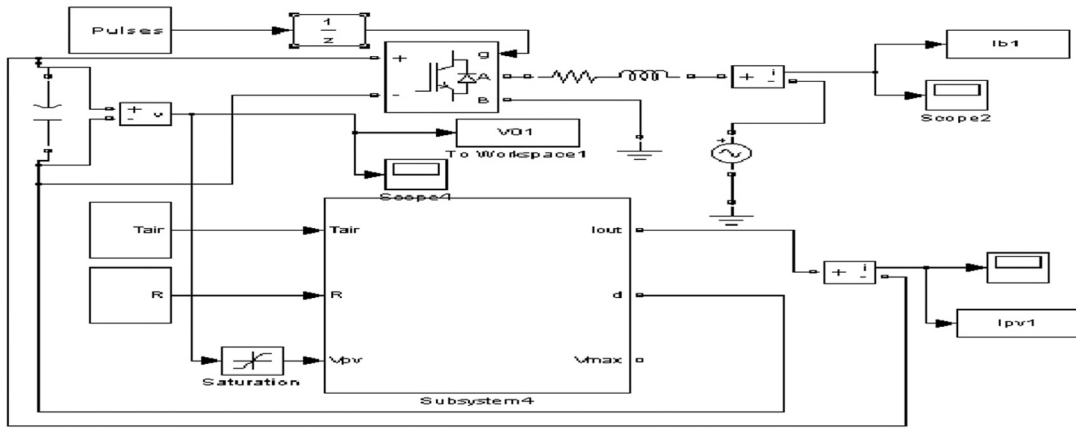 Pulses
1
z
g
+
A
-
B
+
-
v
V01
To Workspace1
Scope4
+
i
-
Ib1
Scope2
+
Tair
Tair
Iout
R
R
d
Vpv
Vmax
Saturation
Subsystem4
+
i
-
Ipv1